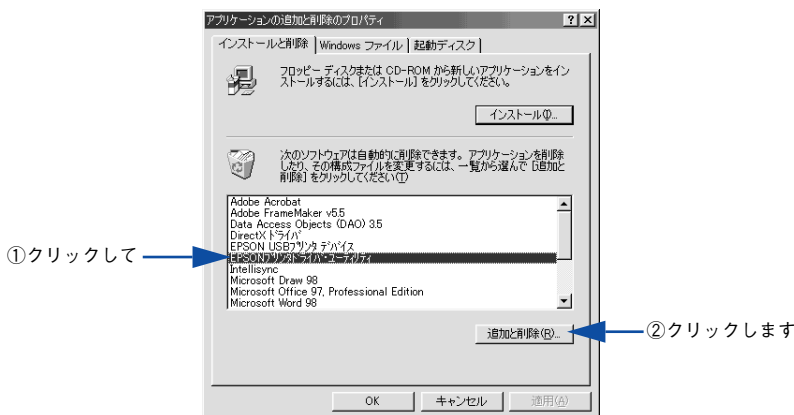 アプリケーションの追加と削除のプロパティ
インストールと削除 Windows ファイル 起動ディスク
フロッピー ディスクまたは CD-ROM から新しいアプリケーションをイン
ストールするには、[インストール] をクリックしてください。
インストール(I)...
次のソフトウェアは自動的に削除できます。アプリケーションを削除
したり、その構成ファイルを変更するには、一覧から選んで [追加と
削除] をクリックしてください(T)
Adobe Acrobat
Adobe FrameMaker v5.5
Data Access Objects (DAO) 3.5
DirectX ドライバ
EPSON USBプリンタ デバイス
①クリックして
EPSONプリンタドライバ・ユーティリティ
Intellisync
Microsoft Draw 98
Microsoft Office 97, Professional Edition
Microsoft Word 98
追加と削除(R)...
②クリックします
OK キャンセル 適用(A)